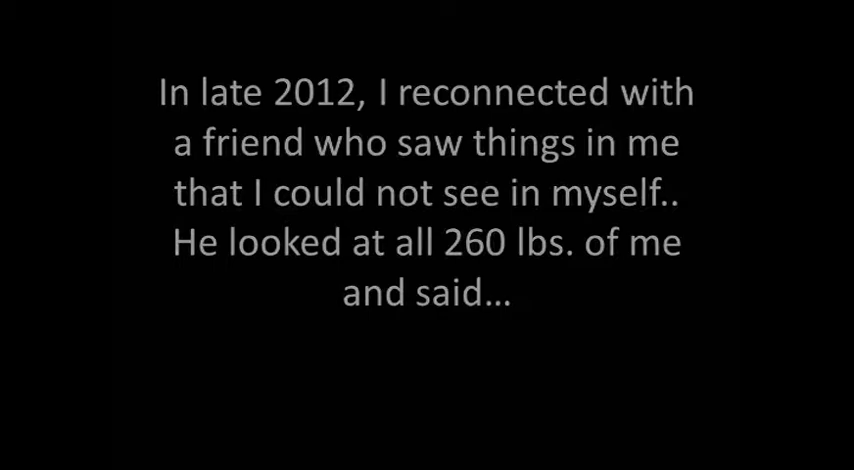 In late 2012, I reconnected with
a friend who saw things in me
that I could not see in myself..
He looked at all 260 lbs. of me
and said...